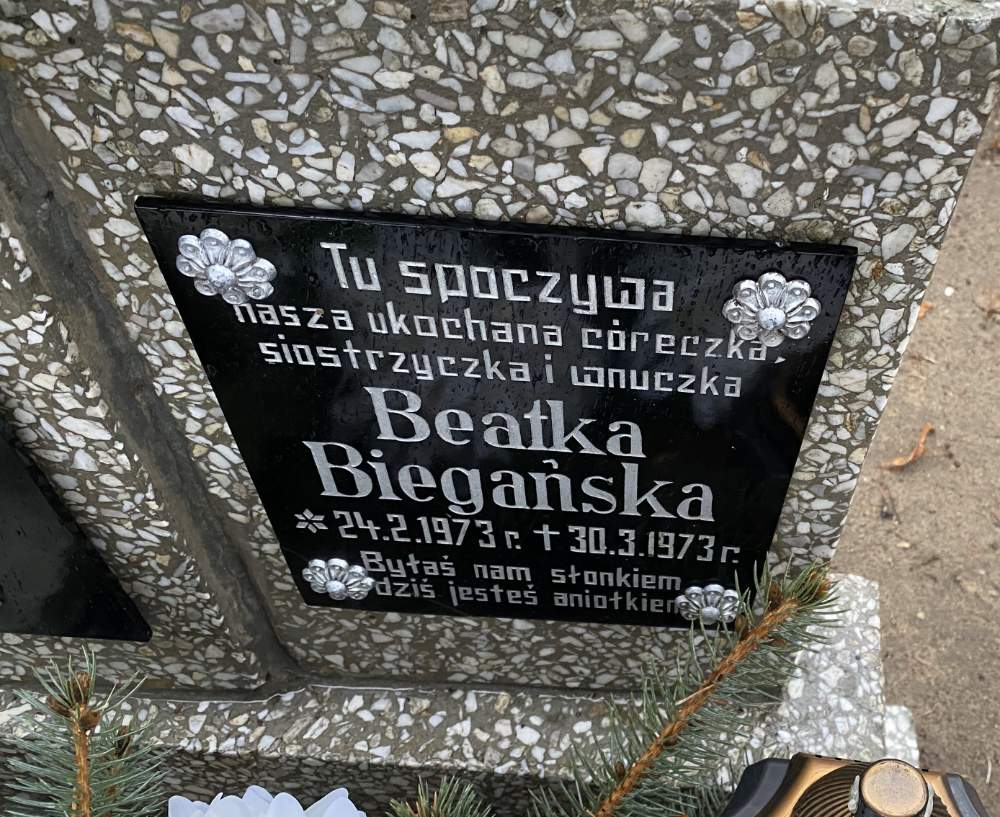 Tu spoczywa
nasza ukochana córeczka,
siostrzyczka i wnuczka
Beatka
Biegańska
* 24.2.1973 r. + 30.3.1973 r.
Byłaś nam słonkiem
dziś jesteś aniołkiem